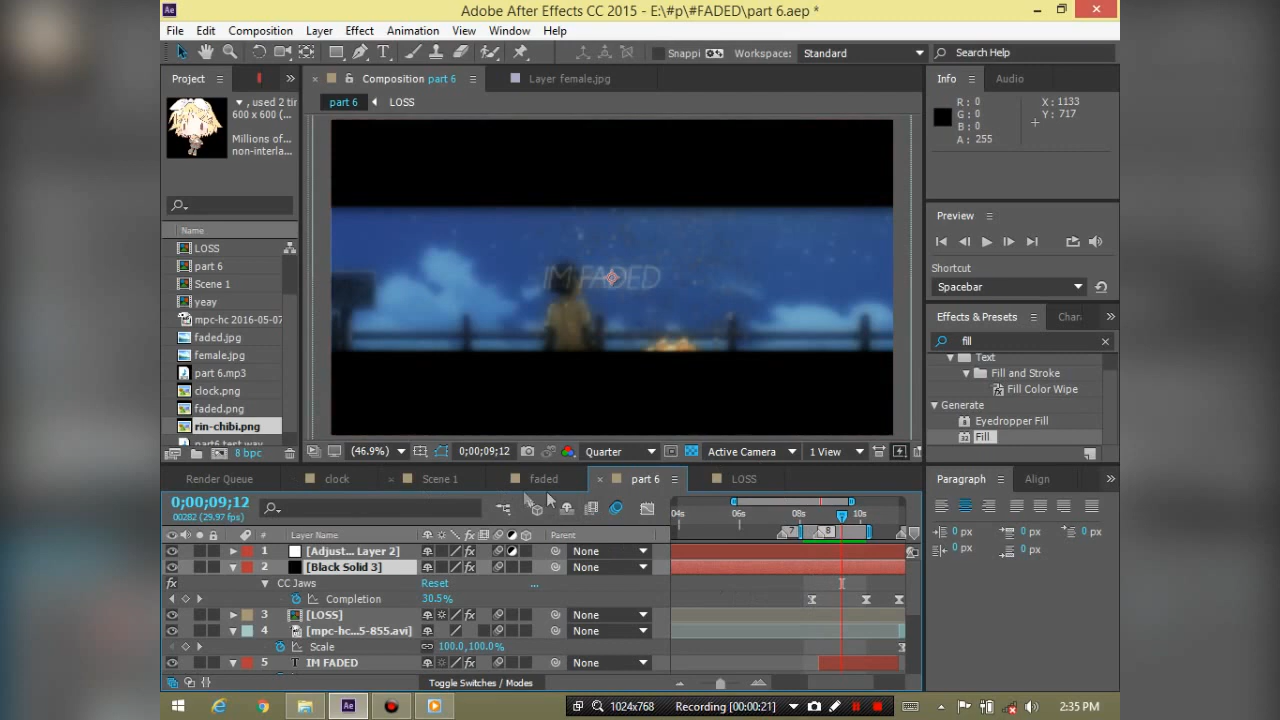 Adobe After Effects CC 2015 - E:\#p\#FADED\part 6.aep *
File Edit Composition Layer Effect Animation View Window Help
Snappi Workspace: Standard Search Help
Project Composition part 6 Layer female.jpg Info Audio
part 6 LOSS
, used 2 tir
600 x 600 (...
Millions of...
non-interla...
R: 0 X: 1133
G: 0 Y: 717
B: 0
A: 255
Preview
Shortcut
Spacebar
Effects & Presets Char
fill
Text
Fill and Stroke
Fill Color Wipe
Generate
Eyedropper Fill
Fill
Name
LOSS
part 6
Scene 1
yeay
mpc-hc 2016-05-07
faded.jpg
female.jpg
part 6.mp3
clock.png
faded.png
rin-chibi.png
part6 test.wav
8 bpc
IM FADED
(46.9%) 0;00;09;12 Quarter Active Camera 1 View
Render Queue clock Scene 1 faded part 6 LOSS
0;00;09;12
00282 (29.97 fps)
04s 06s 08s 10s
7 8
# Layer Name Parent
1 [Adjust... Layer 2] None
2 [Black Solid 3] None
CC Jaws Reset ...
Completion 30.5%
3 [LOSS] None
4 [mpc-hc...5-855.avi] None
Scale 100.0,100.0%
5 T IM FADED None
Toggle Switches / Modes
Paragraph Align
0 px 0 px 0 px
0 px 0 px
1024x768 Recording [00:00:21]
2:35 PM